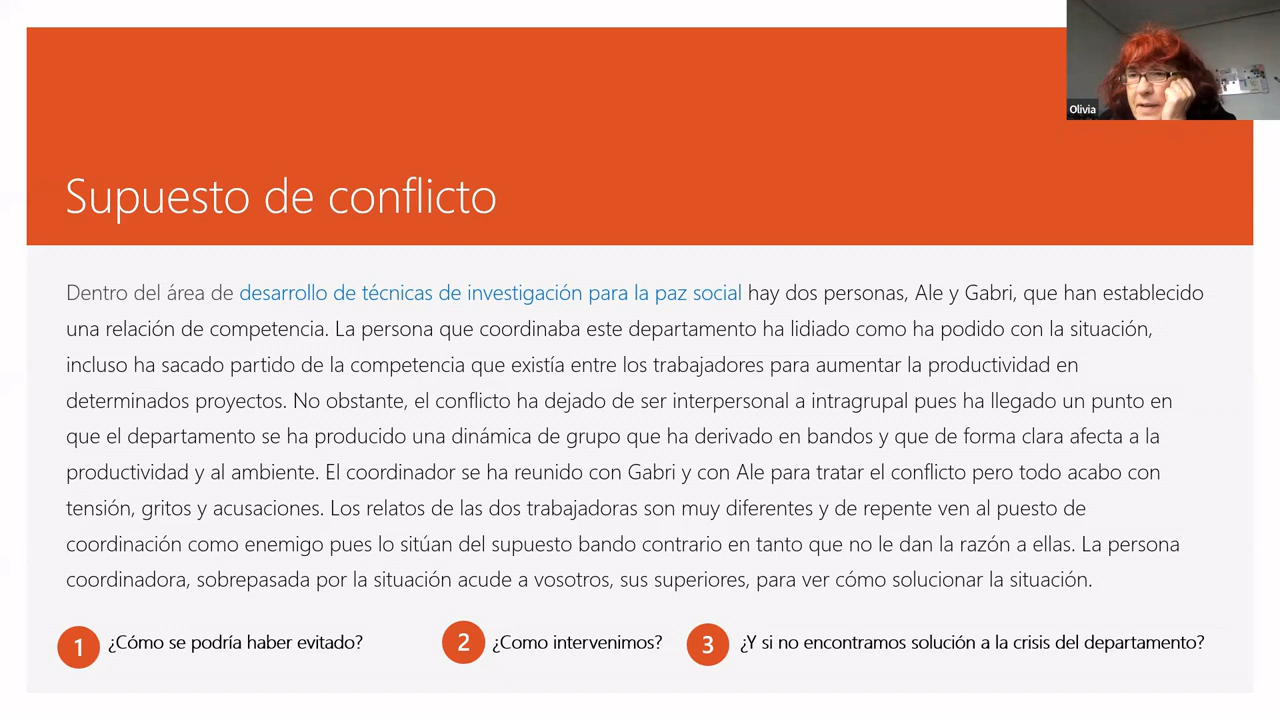 Olivia
Supuesto de conflicto
Dentro del área de desarrollo de técnicas de investigación para la paz social hay dos personas, Ale y Gabri, que han establecido
una relación de competencia. La persona que coordinaba este departamento ha lidiado como ha podido con la situación,
incluso ha sacado partido de la competencia que existía entre los trabajadores para aumentar la productividad en
determinados proyectos. No obstante, el conflicto ha dejado de ser interpersonal a intragrupal pues ha llegado un punto en
que el departamento se ha producido una dinámica de grupo que ha derivado en bandos y que de forma clara afecta a la
productividad y al ambiente. El coordinador se ha reunido con Gabri y con Ale para tratar el conflicto pero todo acabo con
tensión, gritos y acusaciones. Los relatos de las dos trabajadoras son muy diferentes y de repente ven al puesto de
coordinación como enemigo pues lo sitúan del supuesto bando contrario en tanto que no le dan la razón a ellas. La persona
coordinadora, sobrepasada por la situación acude a vosotros, sus superiores, para ver cómo solucionar la situación.
1 ¿Cómo se podría haber evitado?
2 ¿Como intervenimos?
3 ¿Y si no encontramos solución a la crisis del departamento?